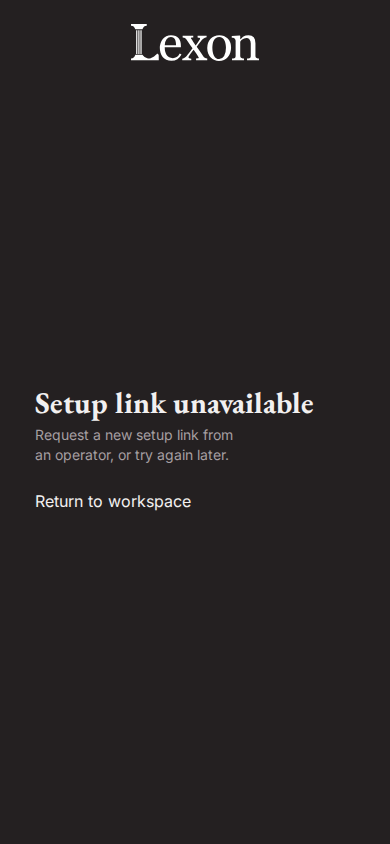 Lexon
Setup link unavailable
Request a new setup link from
an operator, or try again later.
Return to workspace